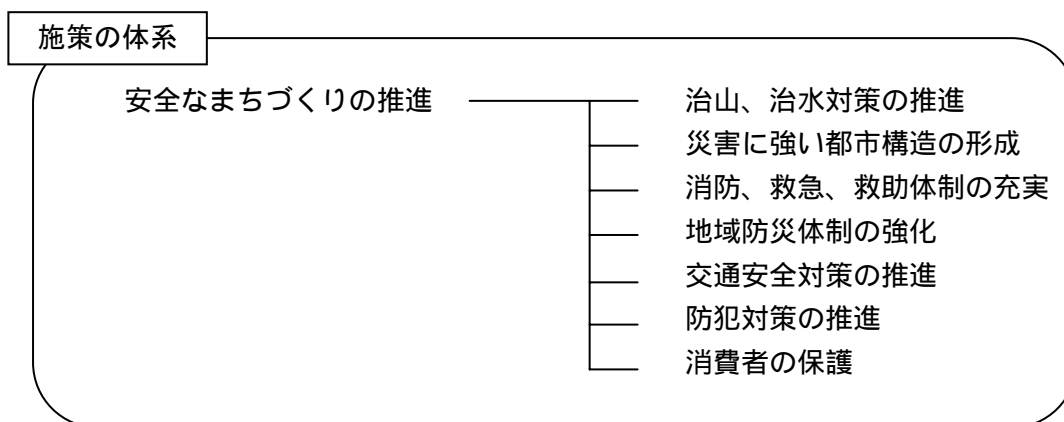 施策の体系
安全なまちづくりの推進
治山、治水対策の推進
災害に強い都市構造の形成
消防、救急、救助体制の充実
地域防災体制の強化
交通安全対策の推進
防犯対策の推進
消費者の保護